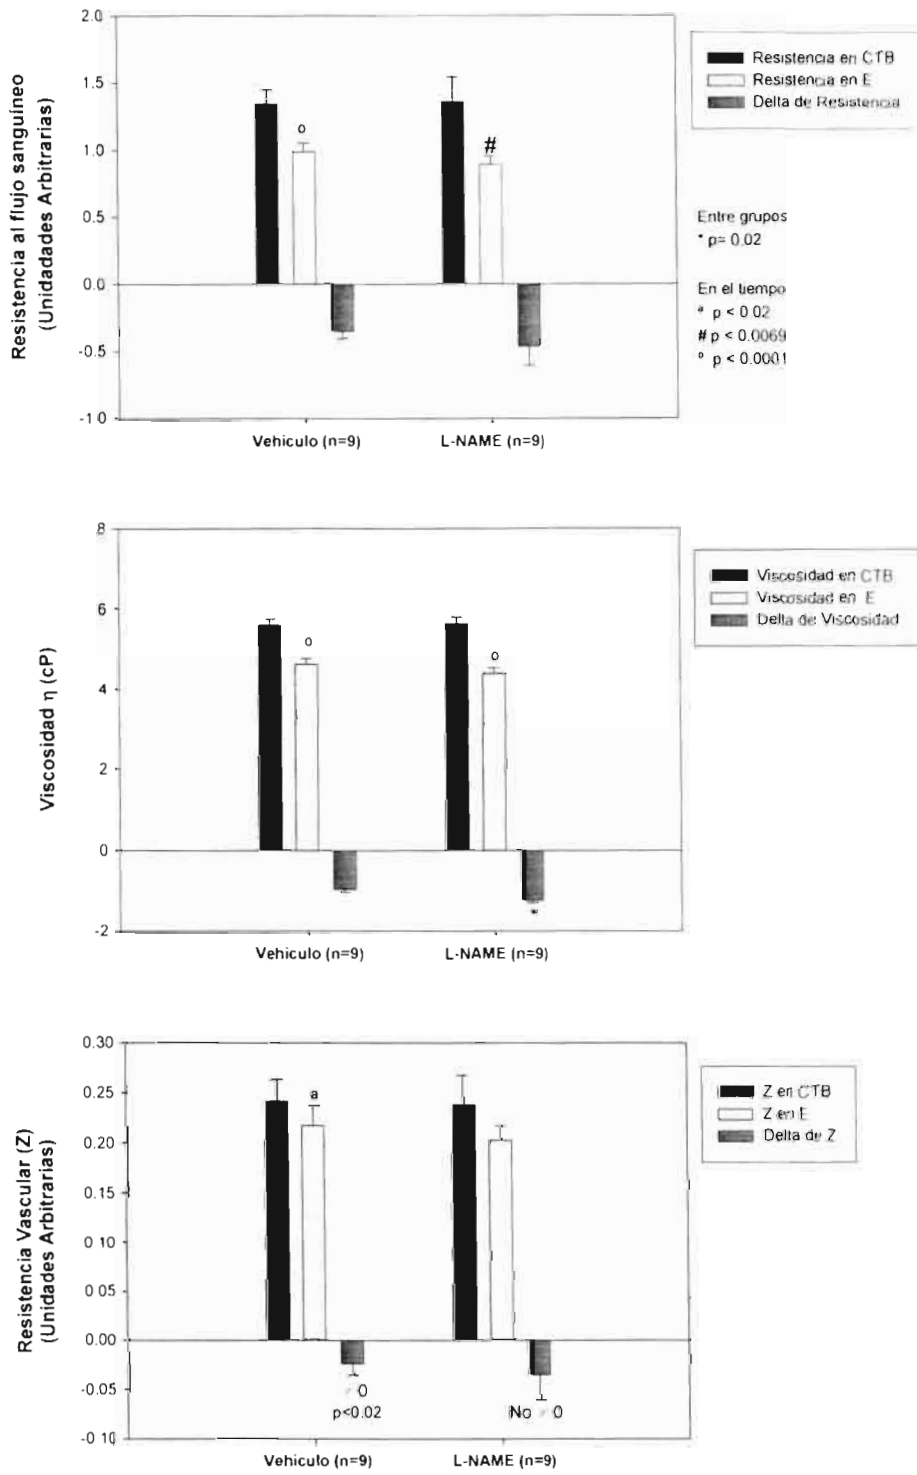 Resistencia al flujo sanguíneo
(Unidadades Arbitrarias)
2.0
1.5
1.0
0.5
0.0
-0.5
-1.0
o
#
Vehiculo (n=9)
L-NAME (n=9)
Resistencia en CTB
Resistencia en E
Delta de Resistencia
Entre grupos
* p= 0.02
En el tiempo
a p < 0.02
# p < 0.0069
o p < 0.0001
Viscosidad η (cP)
8
6
4
2
0
-2
o
o
*
Vehiculo (n=9)
L-NAME (n=9)
Viscosidad en CTB
Viscosidad en E
Delta de Viscosidad
Resistencia Vascular (Z)
(Unidades Arbitrarias)
0.30
0.25
0.20
0.15
0 10
0.05
0.00
-0.05
-0 10
a
0
p<0.02
No 0
Vehiculo (n=9)
L-NAME (n=9)
Z en CTB
Z en E
Delta de Z